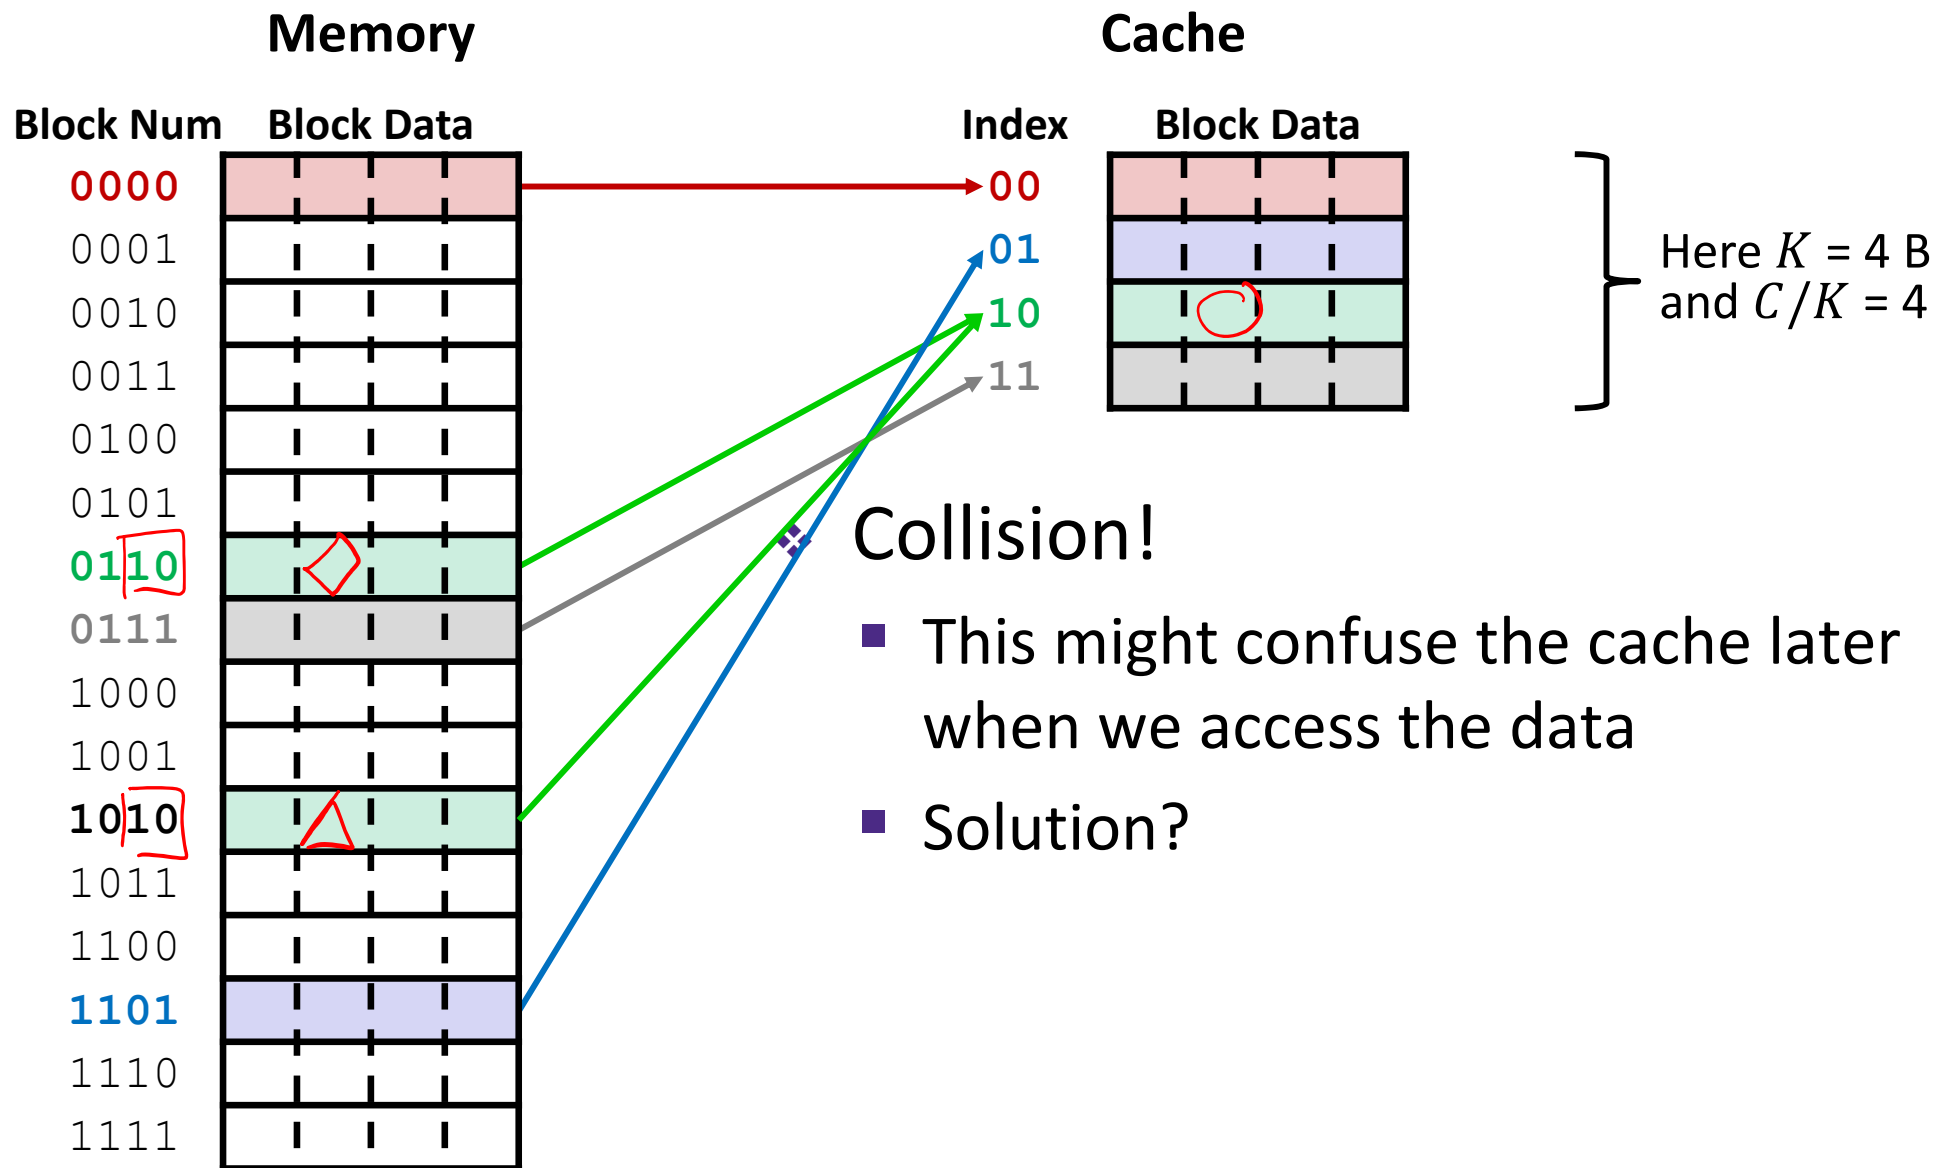 Memory
Cache
Block Num Block Data
Index Block Data
0000
0001
0010
0011
0100
0101
0110
0111
1000
1001
1010
1011
1100
1101
1110
1111
00
01
10
11
Here K = 4 B
and C/K = 4
Collision!
This might confuse the cache later
when we access the data
Solution?